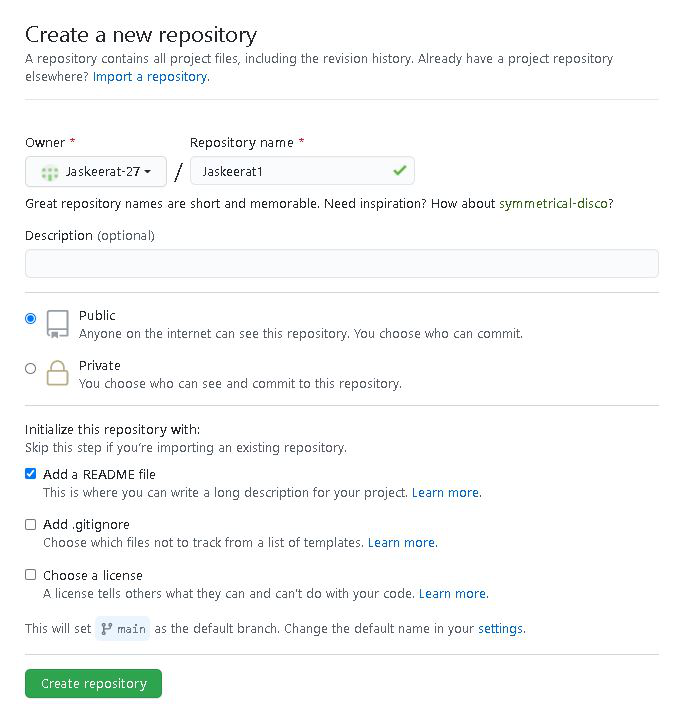 Create a new repository
A repository contains all project files, including the revision history. Already have a project repository
elsewhere? Import a repository.
Owner * Repository name *
Jaskeerat-27 / Jaskeerat1
Great repository names are short and memorable. Need inspiration? How about symmetrical-disco?
Description (optional)
Public
Anyone on the internet can see this repository. You choose who can commit.
Private
You choose who can see and commit to this repository.
Initialize this repository with:
Skip this step if you're importing an existing repository.
Add a README file
This is where you can write a long description for your project. Learn more.
Add .gitignore
Choose which files not to track from a list of templates. Learn more.
Choose a license
A license tells others what they can and can't do with your code. Learn more.
This will set main as the default branch. Change the default name in your settings.
Create repository